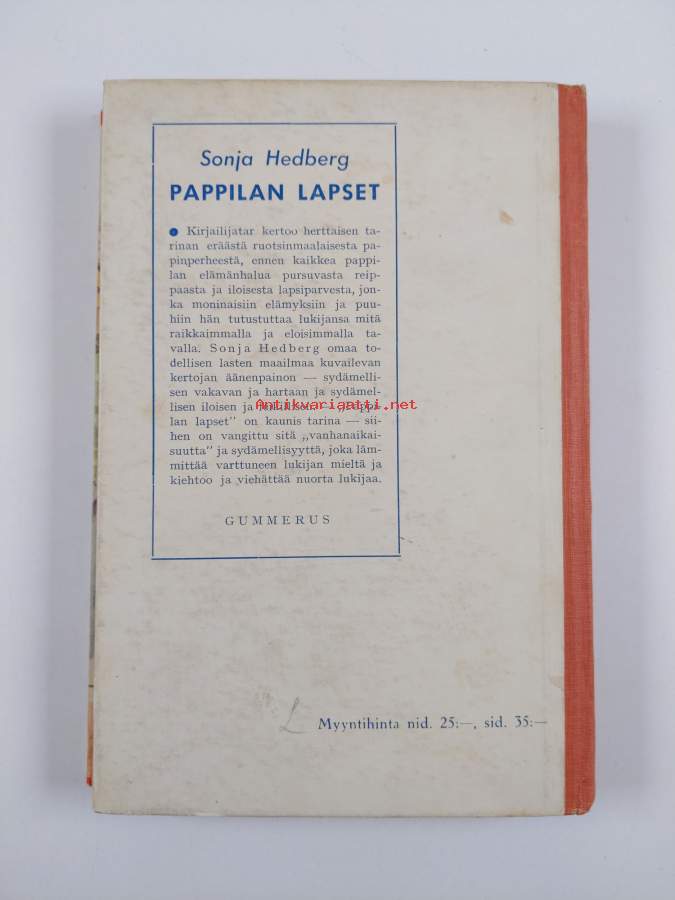 Sonja Hedberg
PAPPILAN LAPSET
● Kirjailijatar kertoo herttaisen ta-
rinan eräästä ruotsinmaalaisesta pa-
pinperheestä, ennen kaikkea pappi-
lan elämänhalua pursuvasta reip-
paasta ja iloisesta lapsiparvesta, jon-
ka moninaisiin elämyksiin ja puu-
hiin hän tutustuttaa lukijansa mitä
raikkaimmalla ja eloisimmalla ta-
valla. Sonja Hedberg omaa to-
dellisen lasten maailmaa kuvailevan
kertojan äänenpainon — sydämelli-
sen vakavan ja hartaan ja sydämel-
lisen iloisen ja
Antikvariaatti.net
lan lapset" on kaunis tarina — sii-
hen on vangittu sitä „vanhanaikai-
suutta" ja sydämellisyyttä, joka läm-
mittää varttuneen lukijan mieltä ja
kiehtoo ja viehättää nuorta lukijaa.
GUMMERUS
Myyntihinta nid. 25:—, sid. 35:—